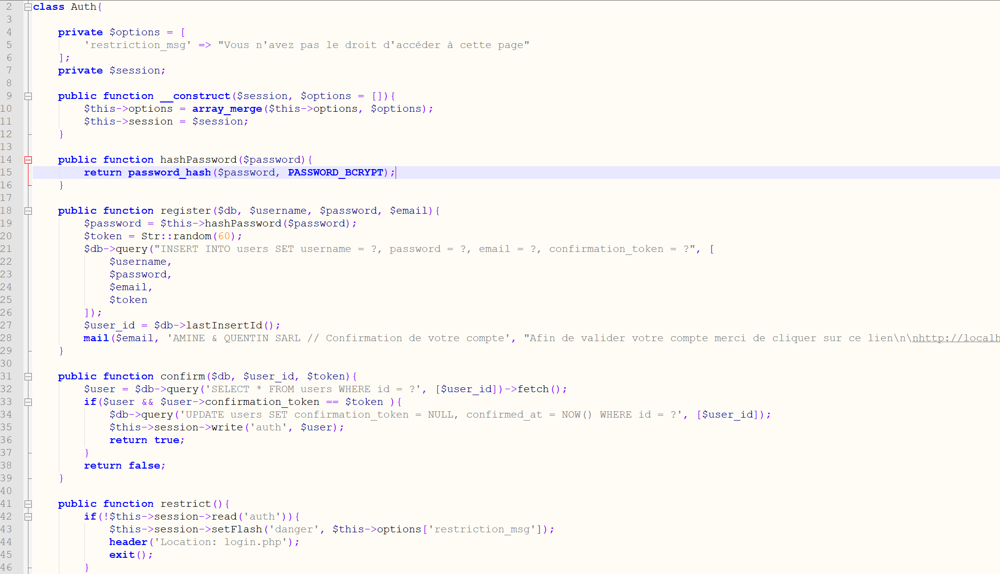 2 class Auth{
3
4 private $options = [
5 'restriction_msg' => "Vous n'avez pas le droit d'accéder à cette page"
6 ];
7 private $session;
8
9 public function __construct($session, $options = []){
10 $this->options = array_merge($this->options, $options);
11 $this->session = $session;
12 }
13
14 public function hashPassword($password){
15 return password_hash($password, PASSWORD_BCRYPT);
16 }
17
18 public function register($db, $username, $password, $email){
19 $password = $this->hashPassword($password);
20 $token = Str::random(60);
21 $db->query("INSERT INTO users SET username = ?, password = ?, email = ?, confirmation_token = ?", [
22 $username,
23 $password,
24 $email,
25 $token
26 ]);
27 $user_id = $db->lastInsertId();
28 mail($email, 'AMINE & QUENTIN SARL // Confirmation de votre compte', "Afin de valider votre compte merci de cliquer sur ce lien\n\nhttp://localh
29 }
30
31 public function confirm($db, $user_id, $token){
32 $user = $db->query('SELECT * FROM users WHERE id = ?', [$user_id])->fetch();
33 if($user && $user->confirmation_token == $token ){
34 $db->query('UPDATE users SET confirmation_token = NULL, confirmed_at = NOW() WHERE id = ?', [$user_id]);
35 $this->session->write('auth', $user);
36 return true;
37 }
38 return false;
39 }
40
41 public function restrict(){
42 if(!$this->session->read('auth')){
43 $this->session->setFlash('danger', $this->options['restriction_msg']);
44 header('Location: login.php');
45 exit();
46 }